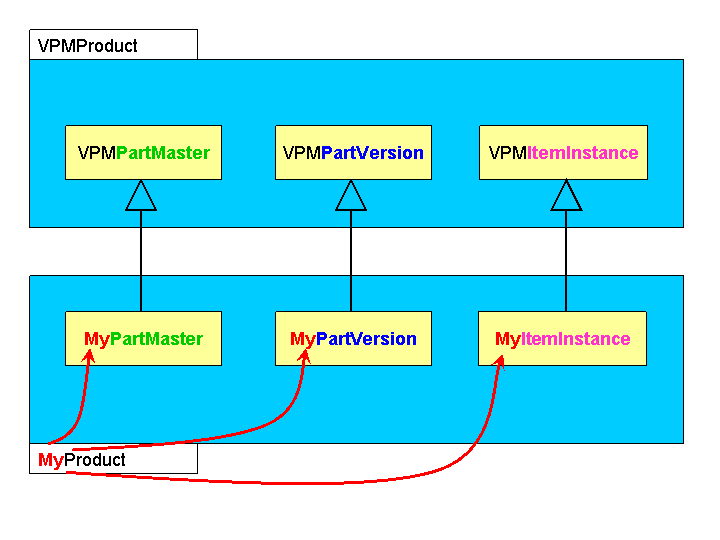 VPMProduct
VPMPartMaster
VPMPartVersion
VPMItemInstance
MyPartMaster
MyPartVersion
MyItemInstance
MyProduct